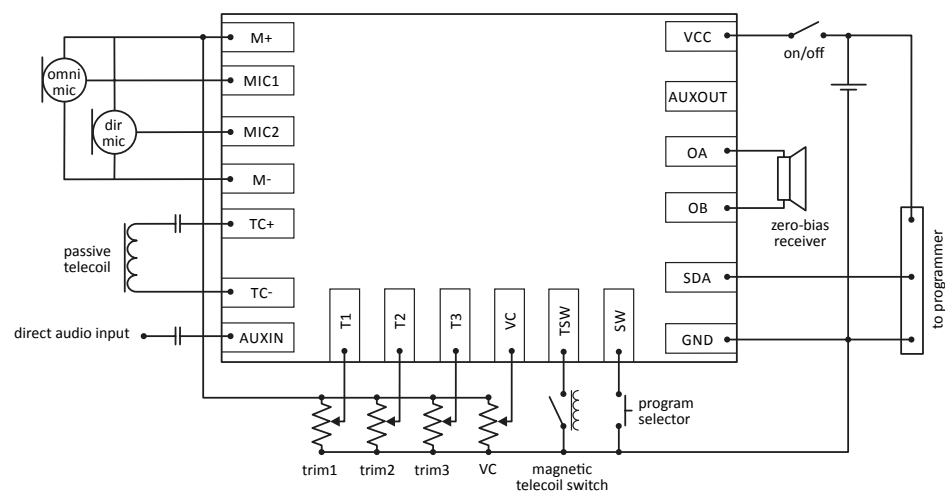 M+
VCC
on/off
omni
mic
MIC1
AUXOUT
dir
mic
MIC2
OA
M-
OB
zero-bias
receiver
TC+
passive
telecoil
SDA
to programmer
TC-
direct audio input
AUXIN
T1
T2
T3
VC
TSW
SW
GND
program
selector
trim1
trim2
trim3
VC
magnetic
telecoil switch